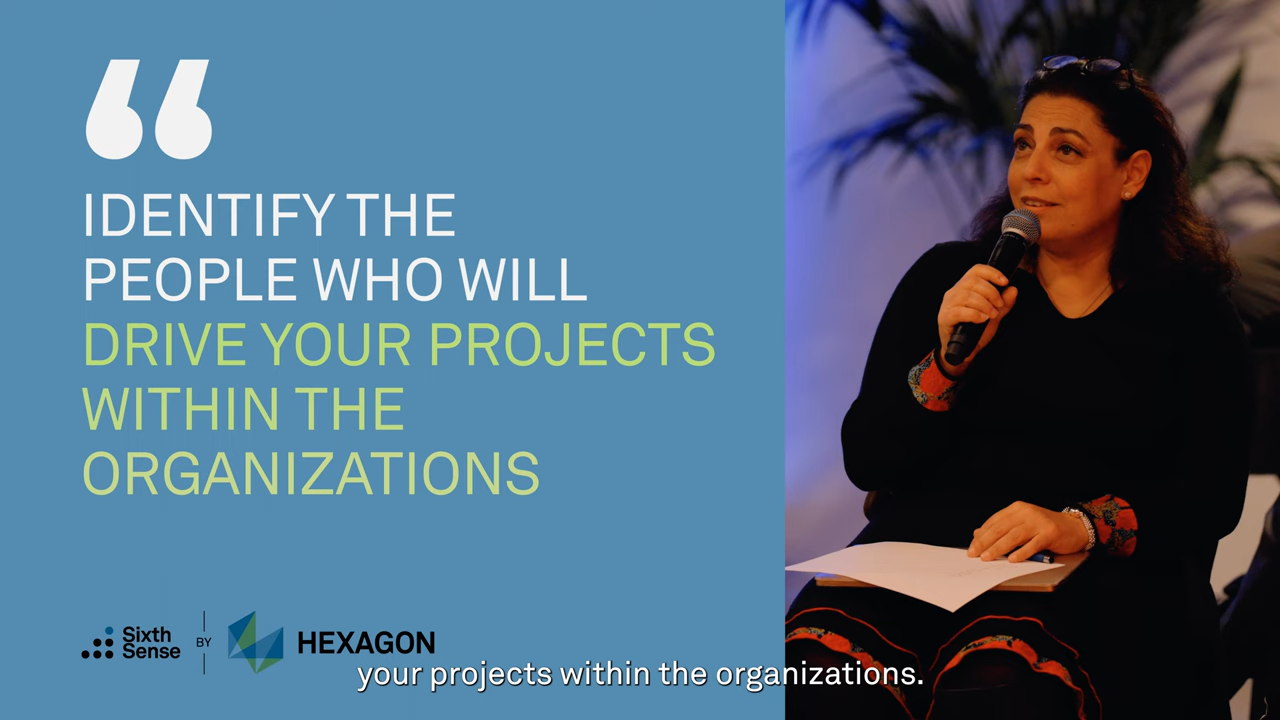 IDENTIFY THE
PEOPLE WHO WILL
DRIVE YOUR PROJECTS
WITHIN THE
ORGANIZATIONS
Sixth
Sense
BY
HEXAGON
your projects within the organizations.